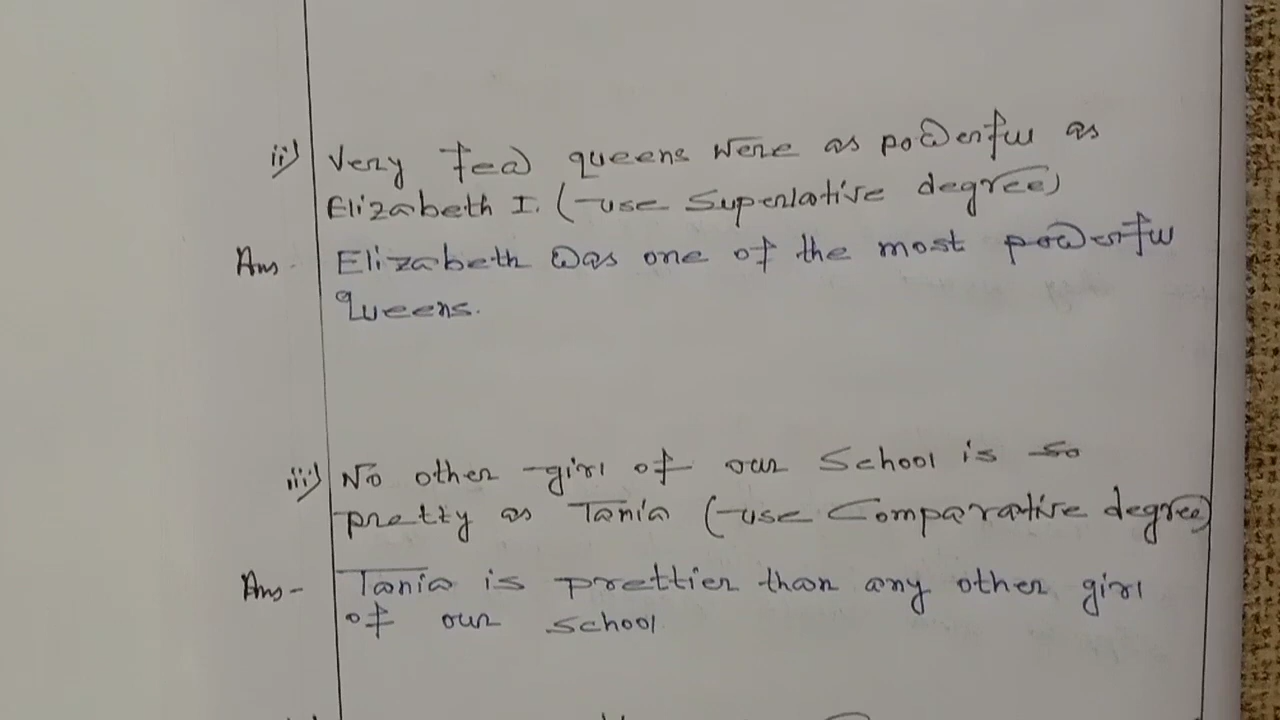 ii) Very few queens were as powerful as
Elizabeth I. (use Superlative degree)
Ans - Elizabeth was one of the most powerful
queens.
iii) No other girl of our School is so
pretty as Tania (use Comparative degree)
Ans - Tania is prettier than any other girl
of our school